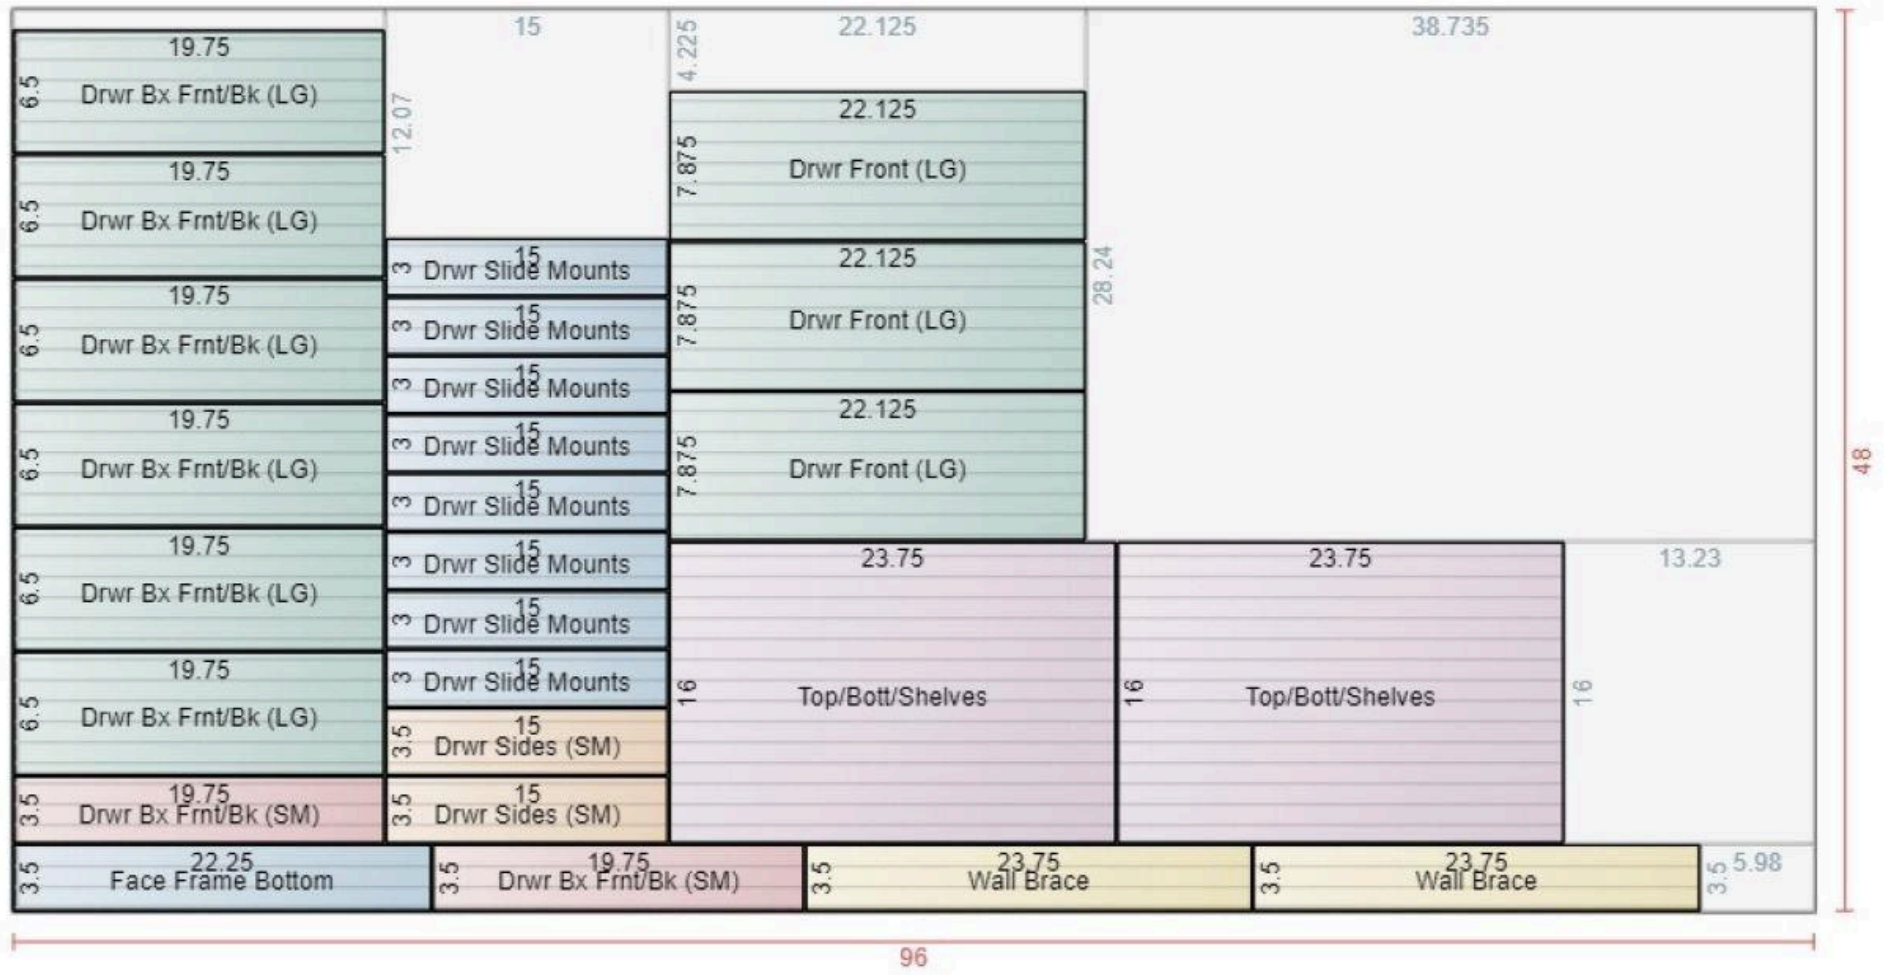 15
22.125
38.735
4.225
12.07
19.75
6.5
Drwr Bx Frnt/Bk (LG)
19.75
6.5
Drwr Bx Frnt/Bk (LG)
19.75
6.5
Drwr Bx Frnt/Bk (LG)
19.75
6.5
Drwr Bx Frnt/Bk (LG)
19.75
6.5
Drwr Bx Frnt/Bk (LG)
19.75
6.5
Drwr Bx Frnt/Bk (LG)
19.75
3.5
Drwr Bx Frnt/Bk (SM)
15
3
Drwr Slide Mounts
15
3
Drwr Slide Mounts
15
3
Drwr Slide Mounts
15
3
Drwr Slide Mounts
15
3
Drwr Slide Mounts
15
3
Drwr Slide Mounts
15
3
Drwr Slide Mounts
15
3
Drwr Slide Mounts
15
3.5
Drwr Sides (SM)
15
3.5
Drwr Sides (SM)
22.125
7.875
Drwr Front (LG)
22.125
7.875
Drwr Front (LG)
22.125
7.875
Drwr Front (LG)
28.24
23.75
16
Top/Bott/Shelves
23.75
16
Top/Bott/Shelves
13.23
16
22.25
3.5
Face Frame Bottom
19.75
3.5
Drwr Bx Frnt/Bk (SM)
23.75
3.5
Wall Brace
23.75
3.5
Wall Brace
3.5
5.98
48
96